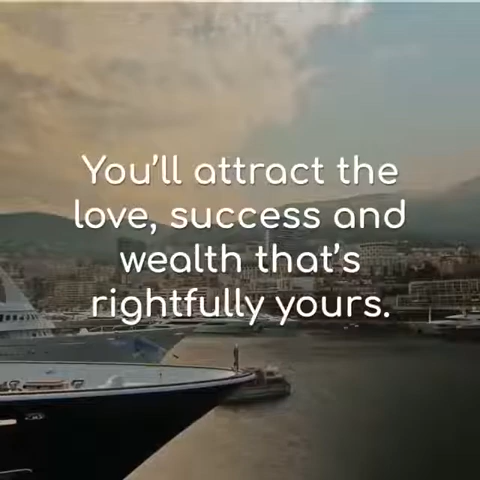 You’ll attract the
love, success and
wealth that’s
rightfully yours.